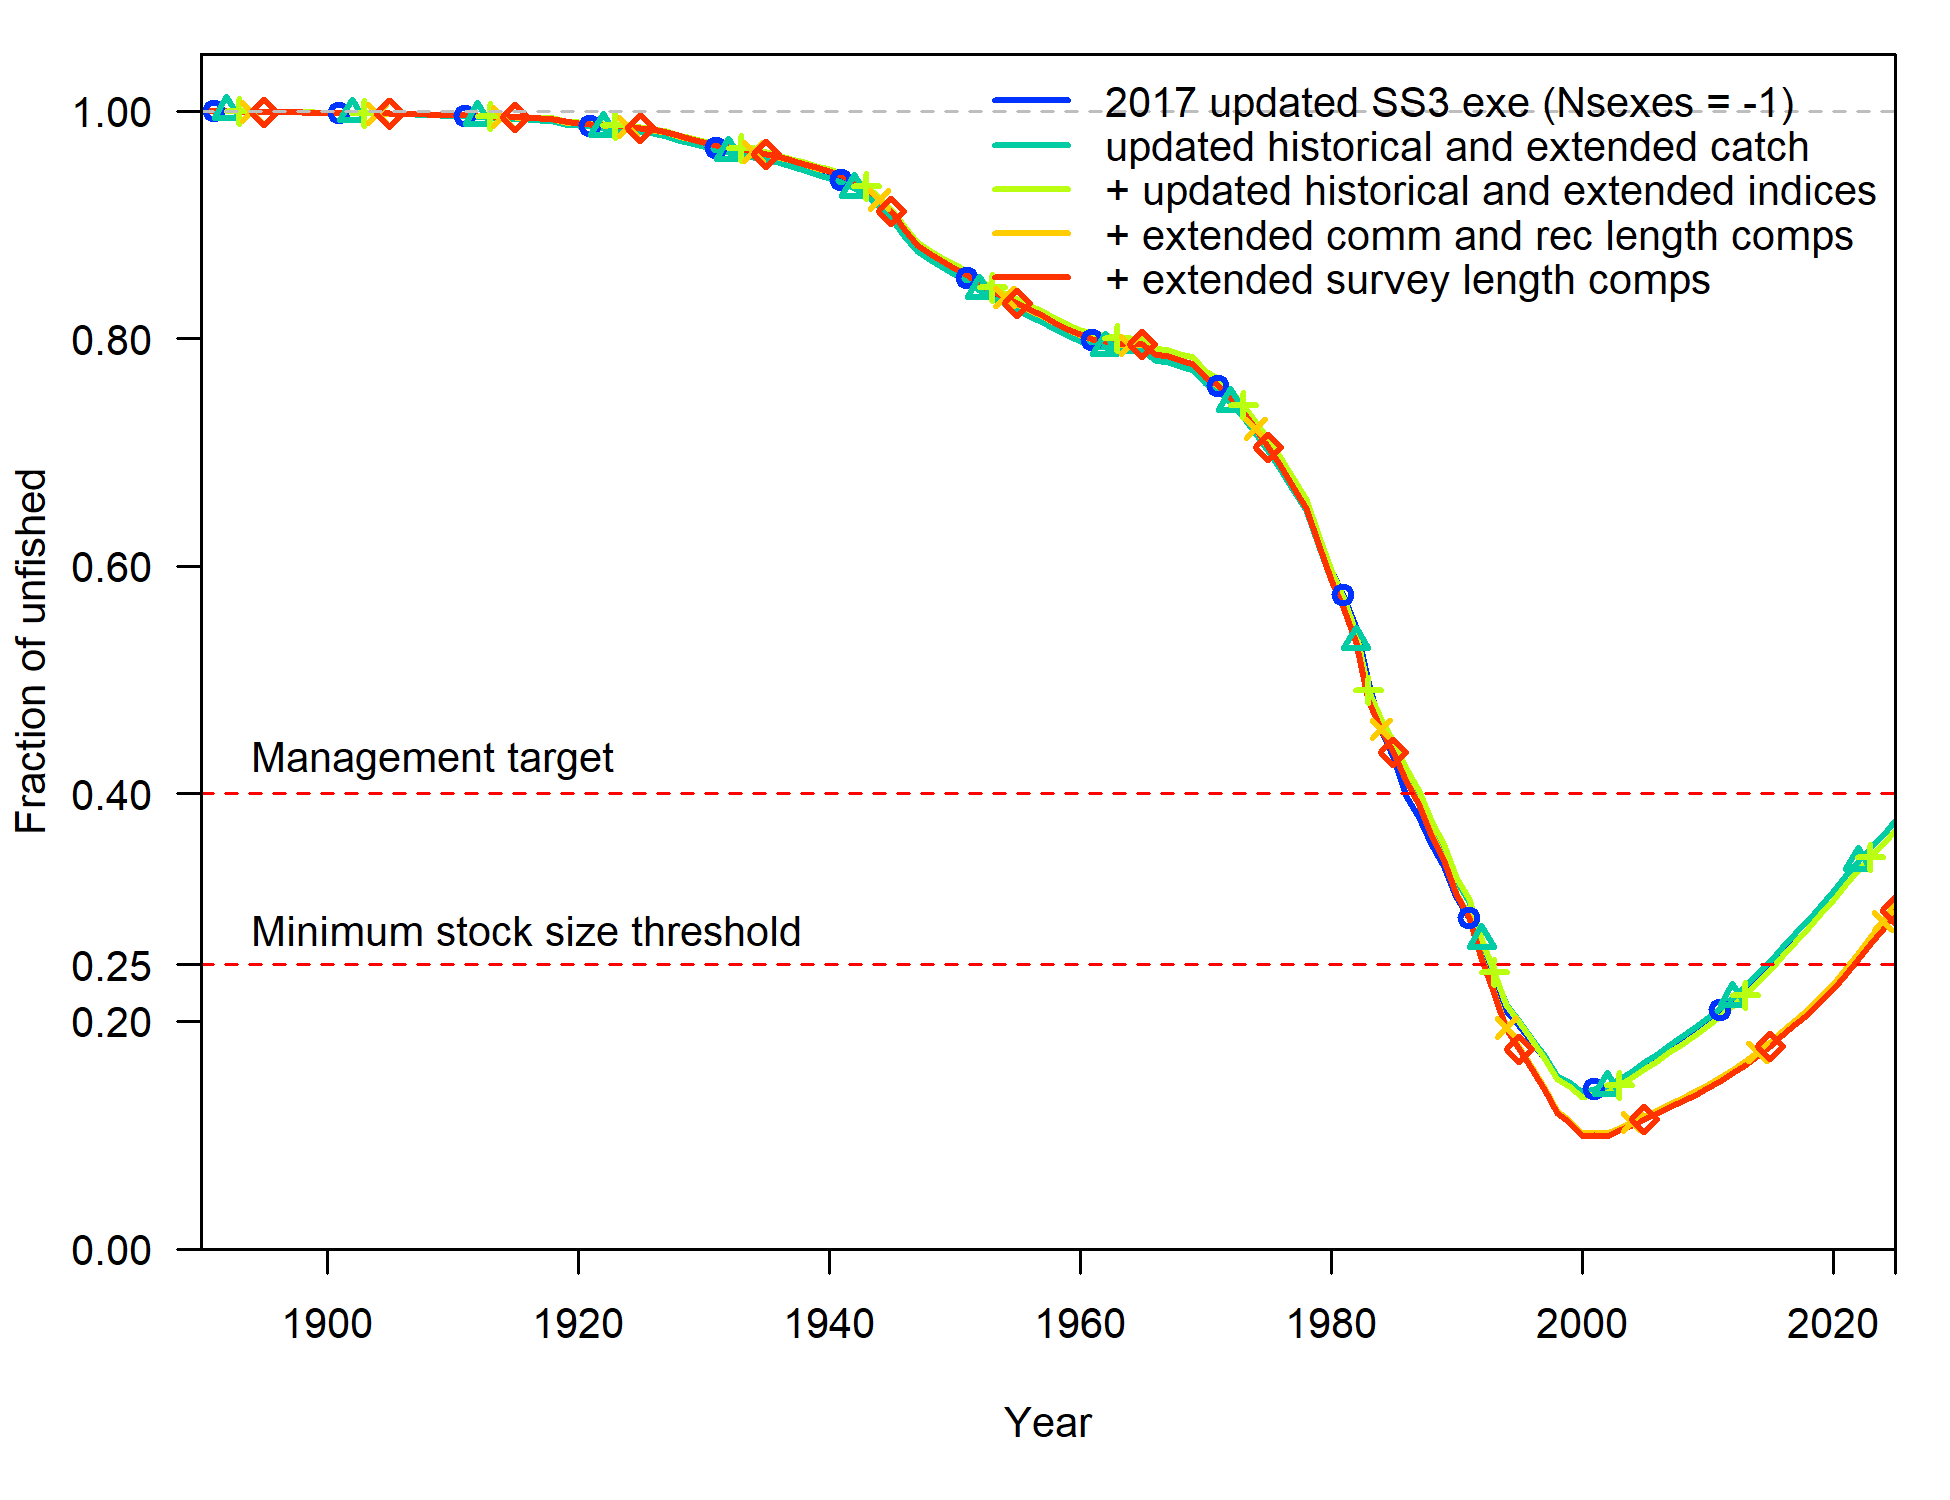 2017 updated SS3 exe (Nsexes = -1)
updated historical and extended catch
+ updated historical and extended indices
+ extended comm and rec length comps
+ extended survey length comps
1.00
0.80
0.60
0.40
0.25
0.20
0.00
Fraction of unfished
Management target
Minimum stock size threshold
1900
1920
1940
1960
1980
2000
2020
Year